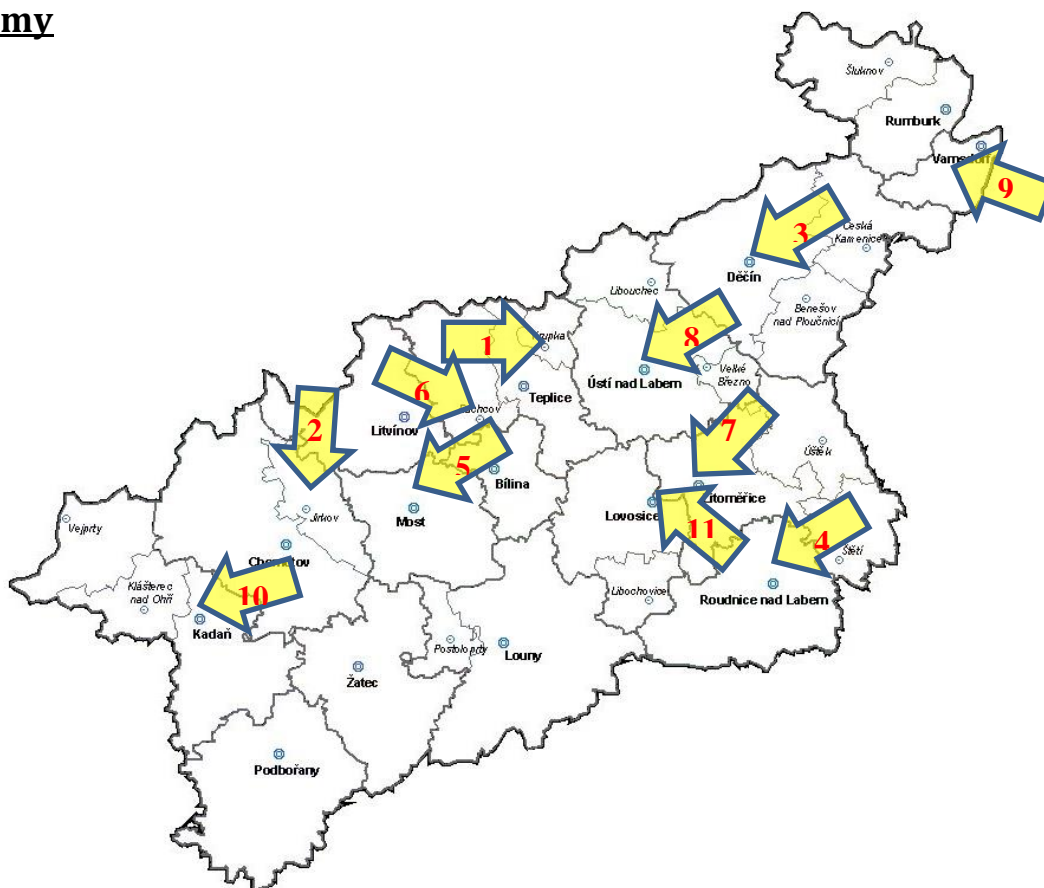 my
Šluknov
Rumburk
Varnsdorf
9
3
Česká
Kamenice
Děčín
Libouchec
Benešov
nad Ploučnicí
1
Krupka
8
Velké
Březno
Ústí nad Labem
6
Teplice
Duchcov
Litvínov
2
7
Úštěk
5
Bílina
Litoměřice
Most
Lovosice
11
4
Štětí
Jirkov
Vejprty
Chomutov
Klášterec
nad Ohří
10
Libochovice
Roudnice nad Labem
Kadaň
Postoloprty
Louny
Žatec
Podbořany